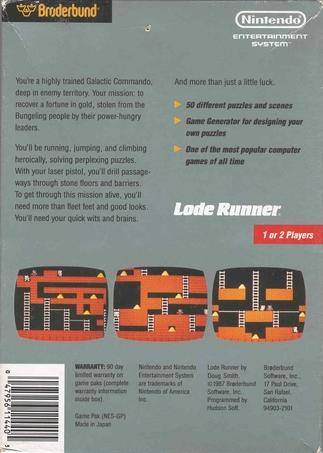 Brøderbund
Nintendo
ENTERTAINMENT
SYSTEM
You're a highly trained Galactic Commando,
deep in enemy territory. Your mission: to
recover a fortune in gold, stolen from the
Bungeling people by their power-hungry
leaders.
You'll be running, jumping, and climbing
heroically, solving perplexing puzzles.
With your laser pistol, you'll drill passage-
ways through stone floors and barriers.
To get through this mission alive, you'll
need more than fleet feet and good looks.
You'll need your quick wits and brains.
And more than just a little luck.
50 different puzzles and scenes
Game Generator for designing your
own puzzles
One of the most popular computer
games of all time
Lode Runner
1 or 2 Players
WARRANTY: 90 day
limited warranty on
game paks (complete
warranty information
inside box).
Game Pak (NES-GP)
Made in Japan
Nintendo and Nintendo
Entertainment System
are trademarks of
Nintendo of America
Inc.
Lode Runner by
Doug Smith.
©1987 Brøderbund
Software, Inc.
Programmed by
Hudson Soft.
Brøderbund
Software, Inc.,
17 Paul Drive,
San Rafael,
California
94903-2101
0 47956 11440 3